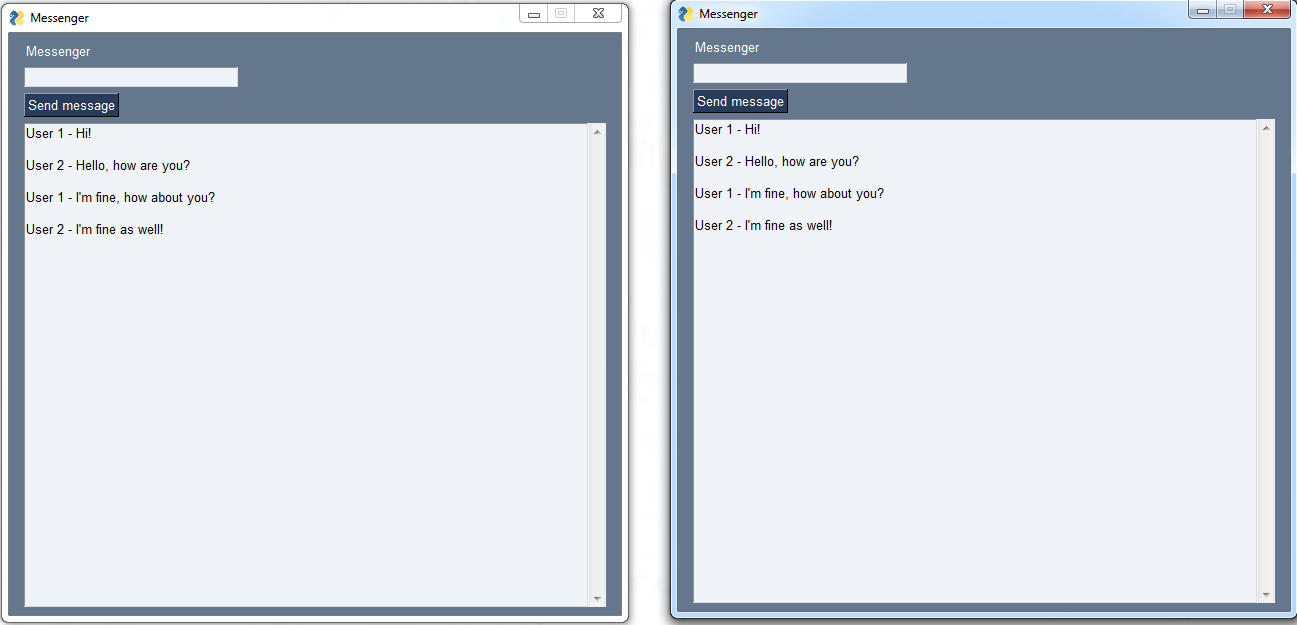 Messenger
Messenger
Send message
User 1 - Hi!
User 2 - Hello, how are you?
User 1 - I'm fine, how about you?
User 2 - I'm fine as well!
Messenger
Messenger
Send message
User 1 - Hi!
User 2 - Hello, how are you?
User 1 - I'm fine, how about you?
User 2 - I'm fine as well!